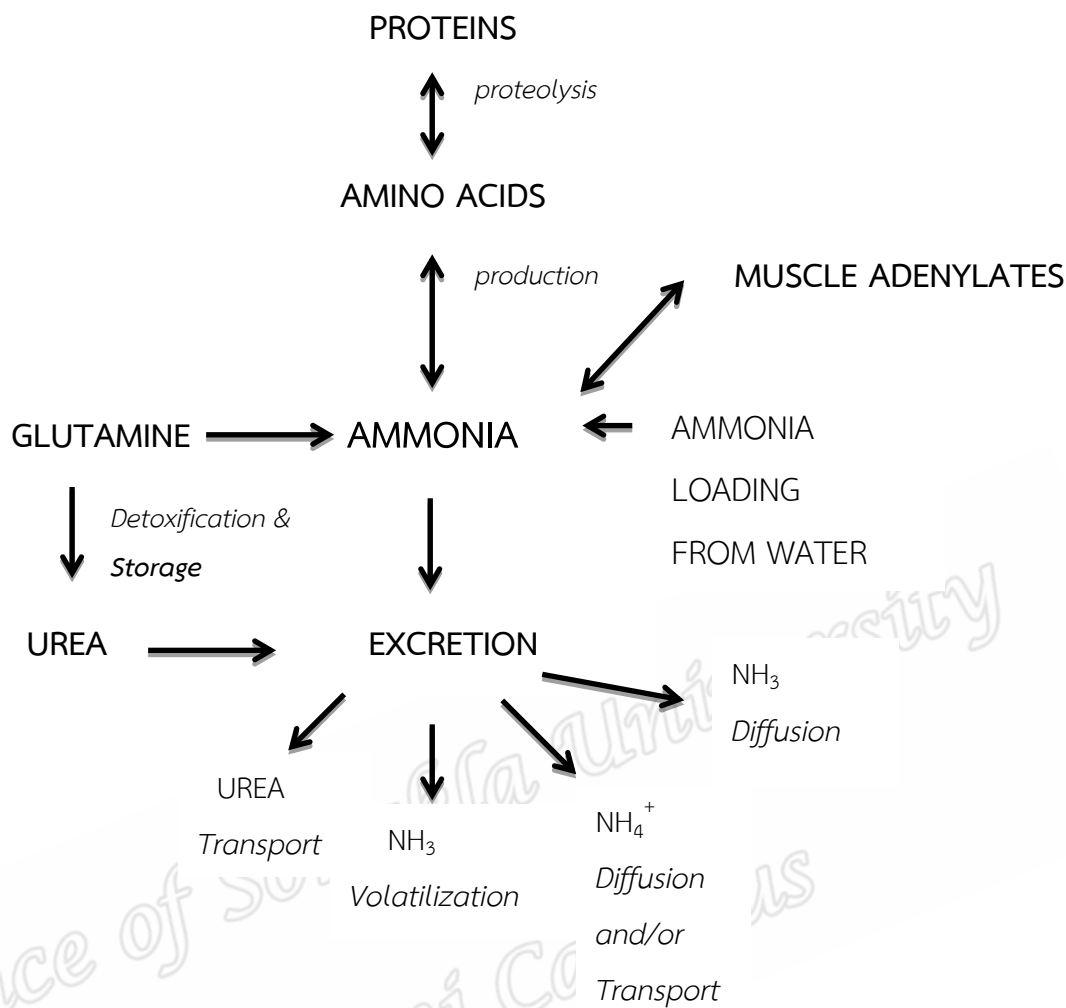 PROTEINS
proteolysis
AMINO ACIDS
production
MUSCLE ADENYLATES
GLUTAMINE
AMMONIA
AMMONIA
LOADING
FROM WATER
Detoxification &
Storage
UREA
EXCRETION
NH₃
Diffusion
UREA
Transport
NH₃
Volatilization
NH₄⁺
Diffusion
and/or
Transport